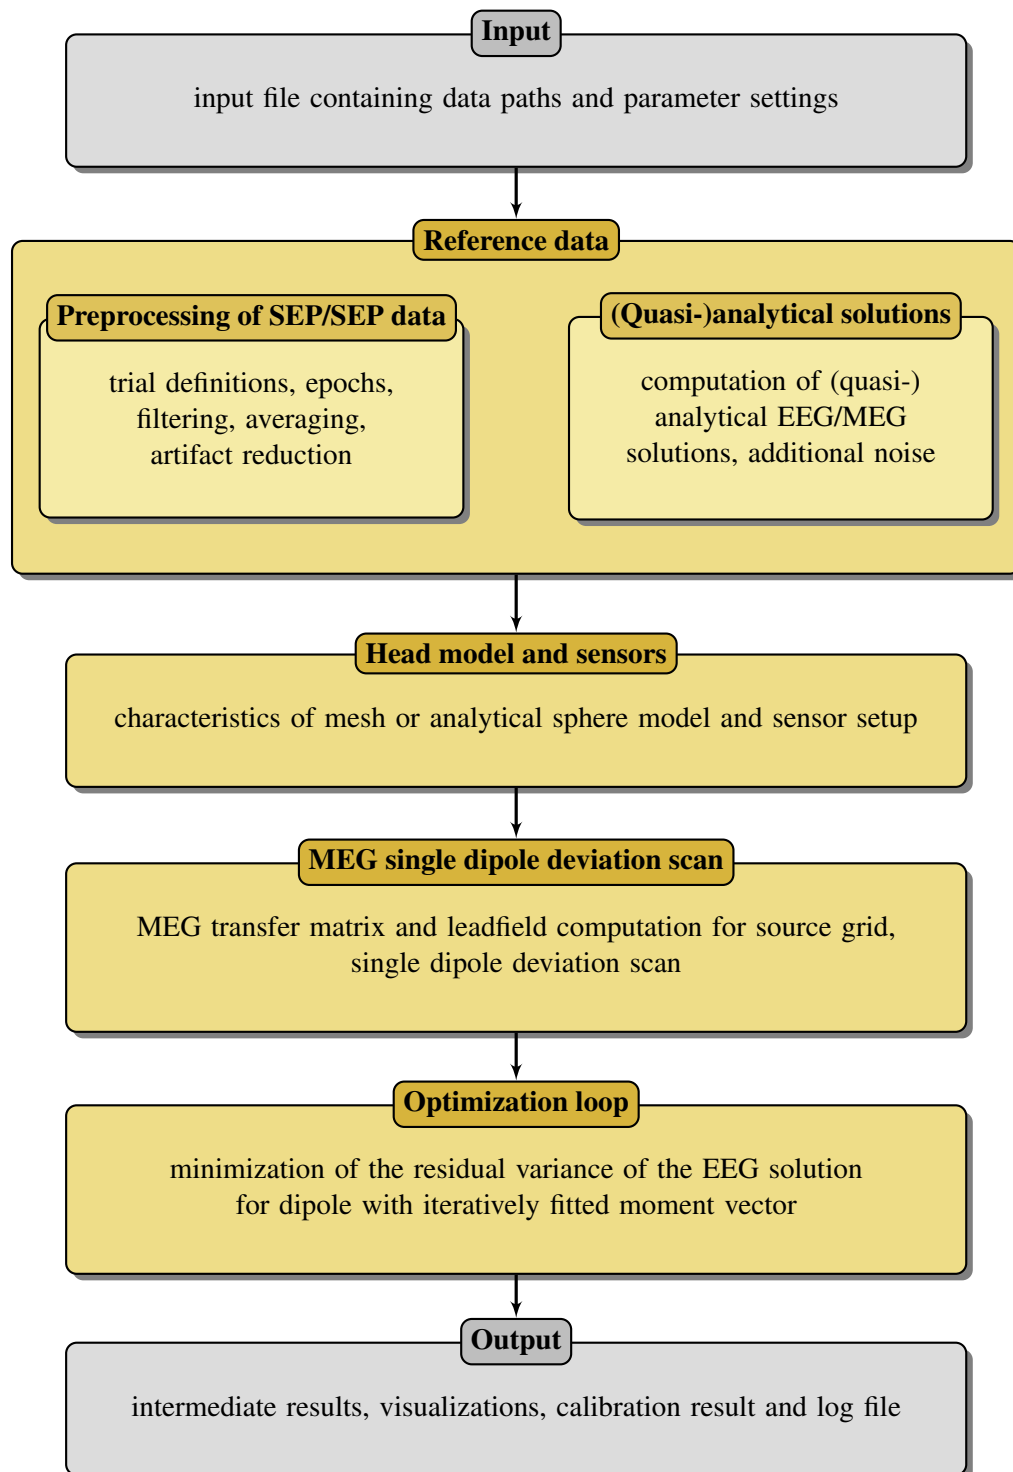 Input
input file containing data paths and parameter settings
Reference data
Preprocessing of SEP/SEP data
trial definitions, epochs,
filtering, averaging,
artifact reduction
(Quasi-)analytical solutions
computation of (quasi-)
analytical EEG/MEG
solutions, additional noise
Head model and sensors
characteristics of mesh or analytical sphere model and sensor setup
MEG single dipole deviation scan
MEG transfer matrix and leadfield computation for source grid,
single dipole deviation scan
Optimization loop
minimization of the residual variance of the EEG solution
for dipole with iteratively fitted moment vector
Output
intermediate results, visualizations, calibration result and log file